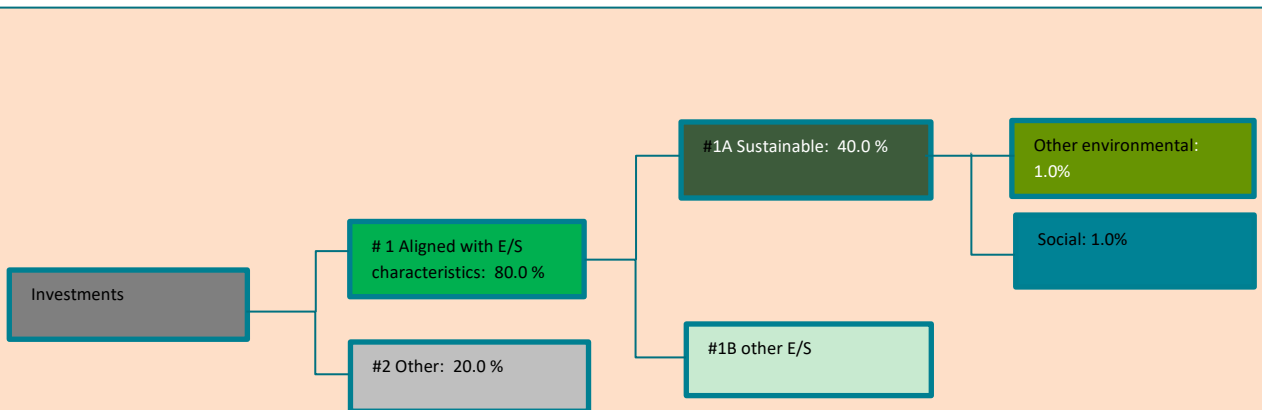 Investments
# 1 Aligned with E/S
characteristics: 80.0 %
#2 Other: 20.0 %
#1A Sustainable: 40.0 %
#1B other E/S
Other environmental:
1.0%
Social: 1.0%